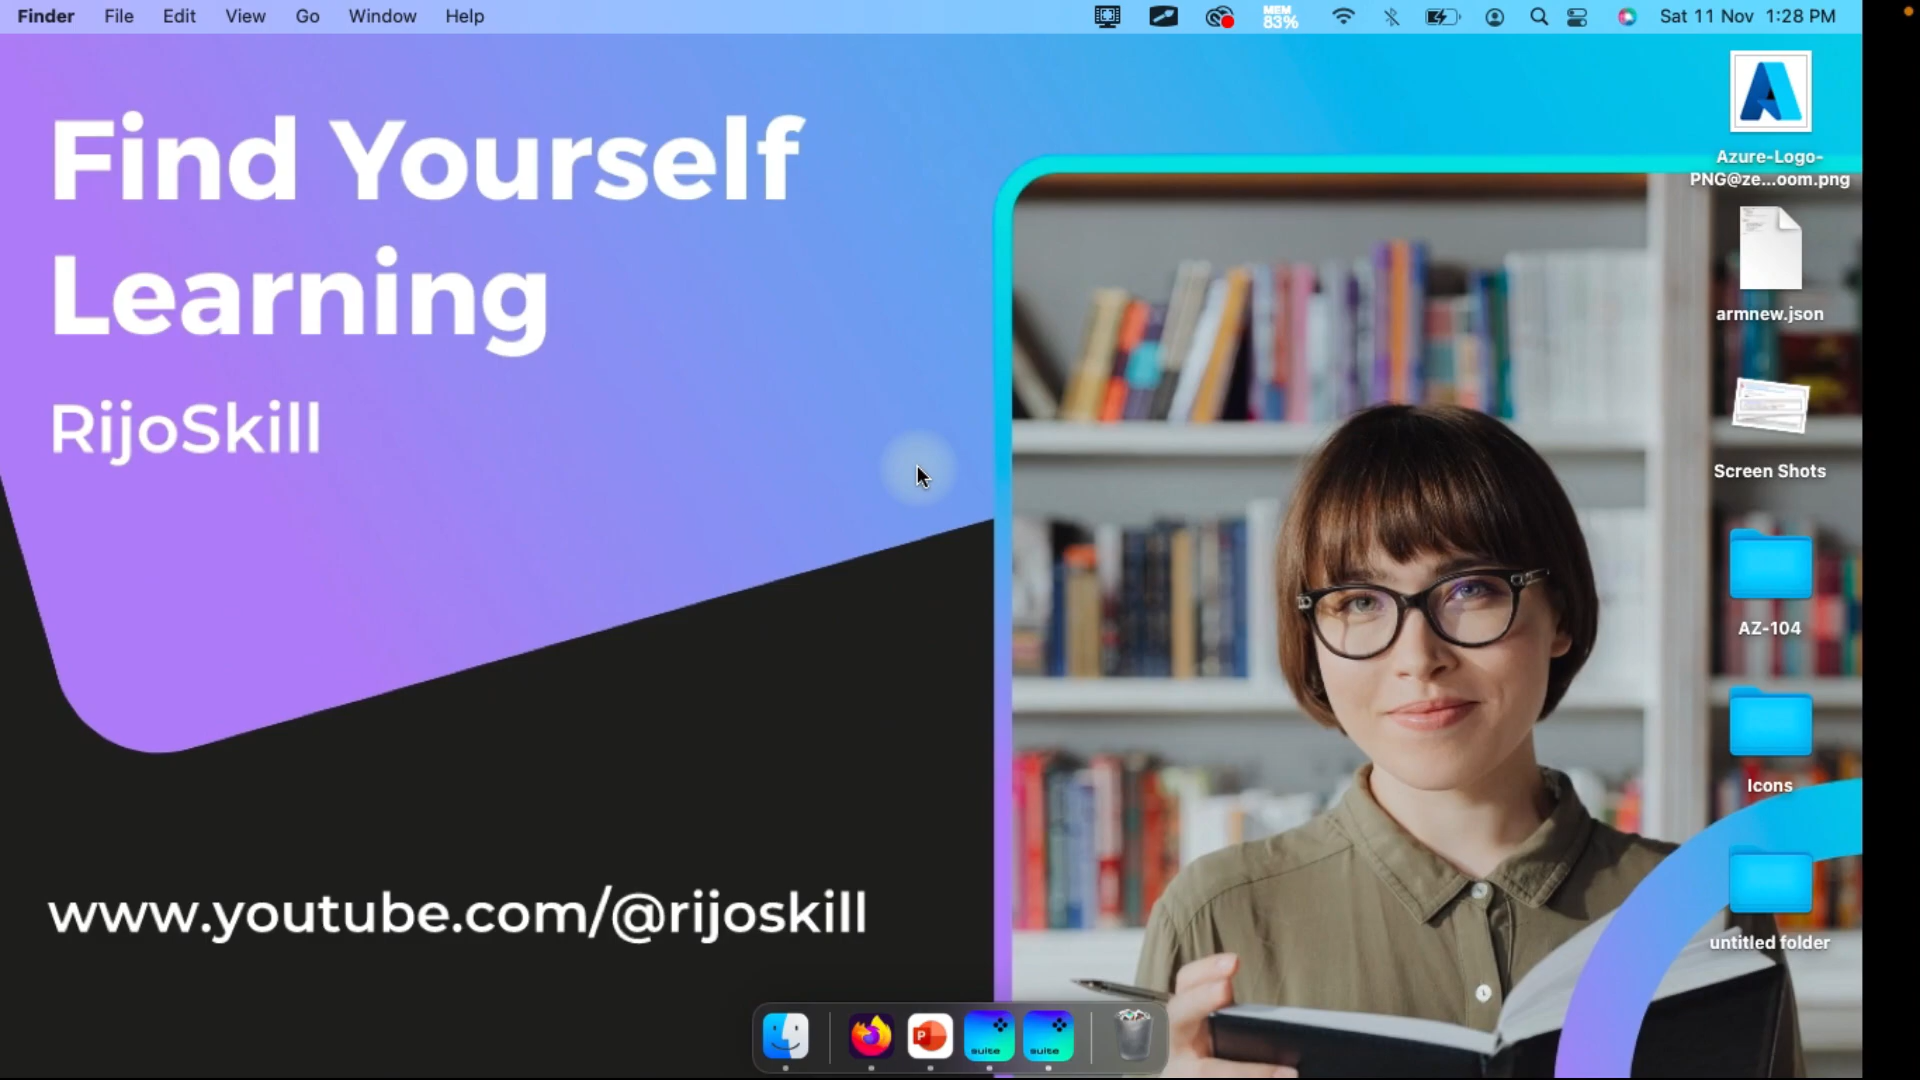 Finder File Edit View Go Window Help MEM 83% Sat 11 Nov 1:28 PM
Find Yourself
Learning
RijoSkill
www.youtube.com/@rijoskill
Azure-Logo-
PNG@ze...oom.png
armnew.json
Screen Shots
AZ-104
Icons
untitled folder
P suite suite